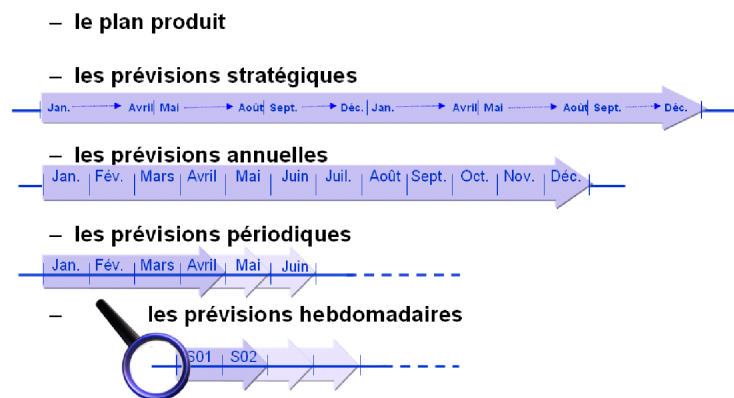 – le plan produit
– les prévisions stratégiques
Jan. Avril Mai Août Sept. Déc. Jan. Avril Mai Août Sept. Déc.
– les prévisions annuelles
Jan. Fév. Mars Avril Mai Juin Juil. Août Sept. Oct. Nov. Déc.
– les prévisions périodiques
Jan. Fév. Mars Avril Mai Juin
– les prévisions hebdomadaires
S01 S02